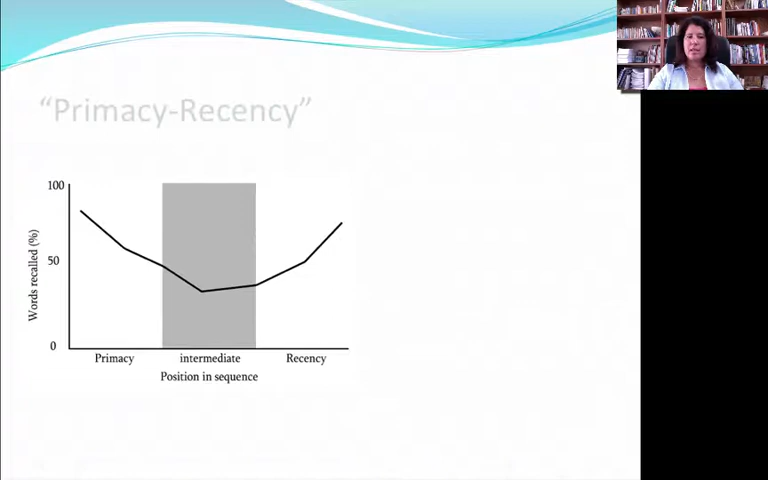 “Primacy-Recency”
100
50
0
Words recalled (%)
Primacy intermediate Recency
Position in sequence